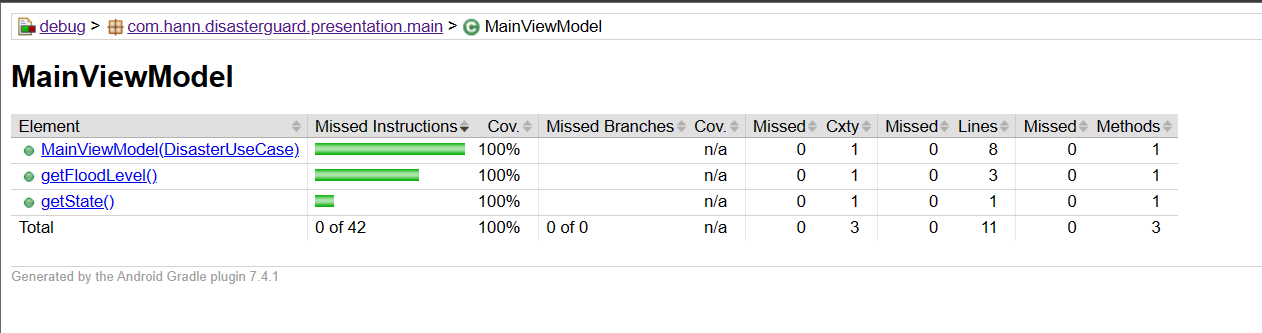 debug > com.hann.disasterguard.presentation.main > C MainViewModel
MainViewModel
Element Missed Instructions Cov. Missed Branches Cov. Missed Cxty Missed Lines Missed Methods
MainViewModel(DisasterUseCase) 100% n/a 0 1 0 8 0 1
getFloodLevel() 100% n/a 0 1 0 3 0 1
getState() 100% n/a 0 1 0 1 0 1
Total 0 of 42 100% 0 of 0 n/a 0 3 0 11 0 3
Generated by the Android Gradle plugin 7.4.1